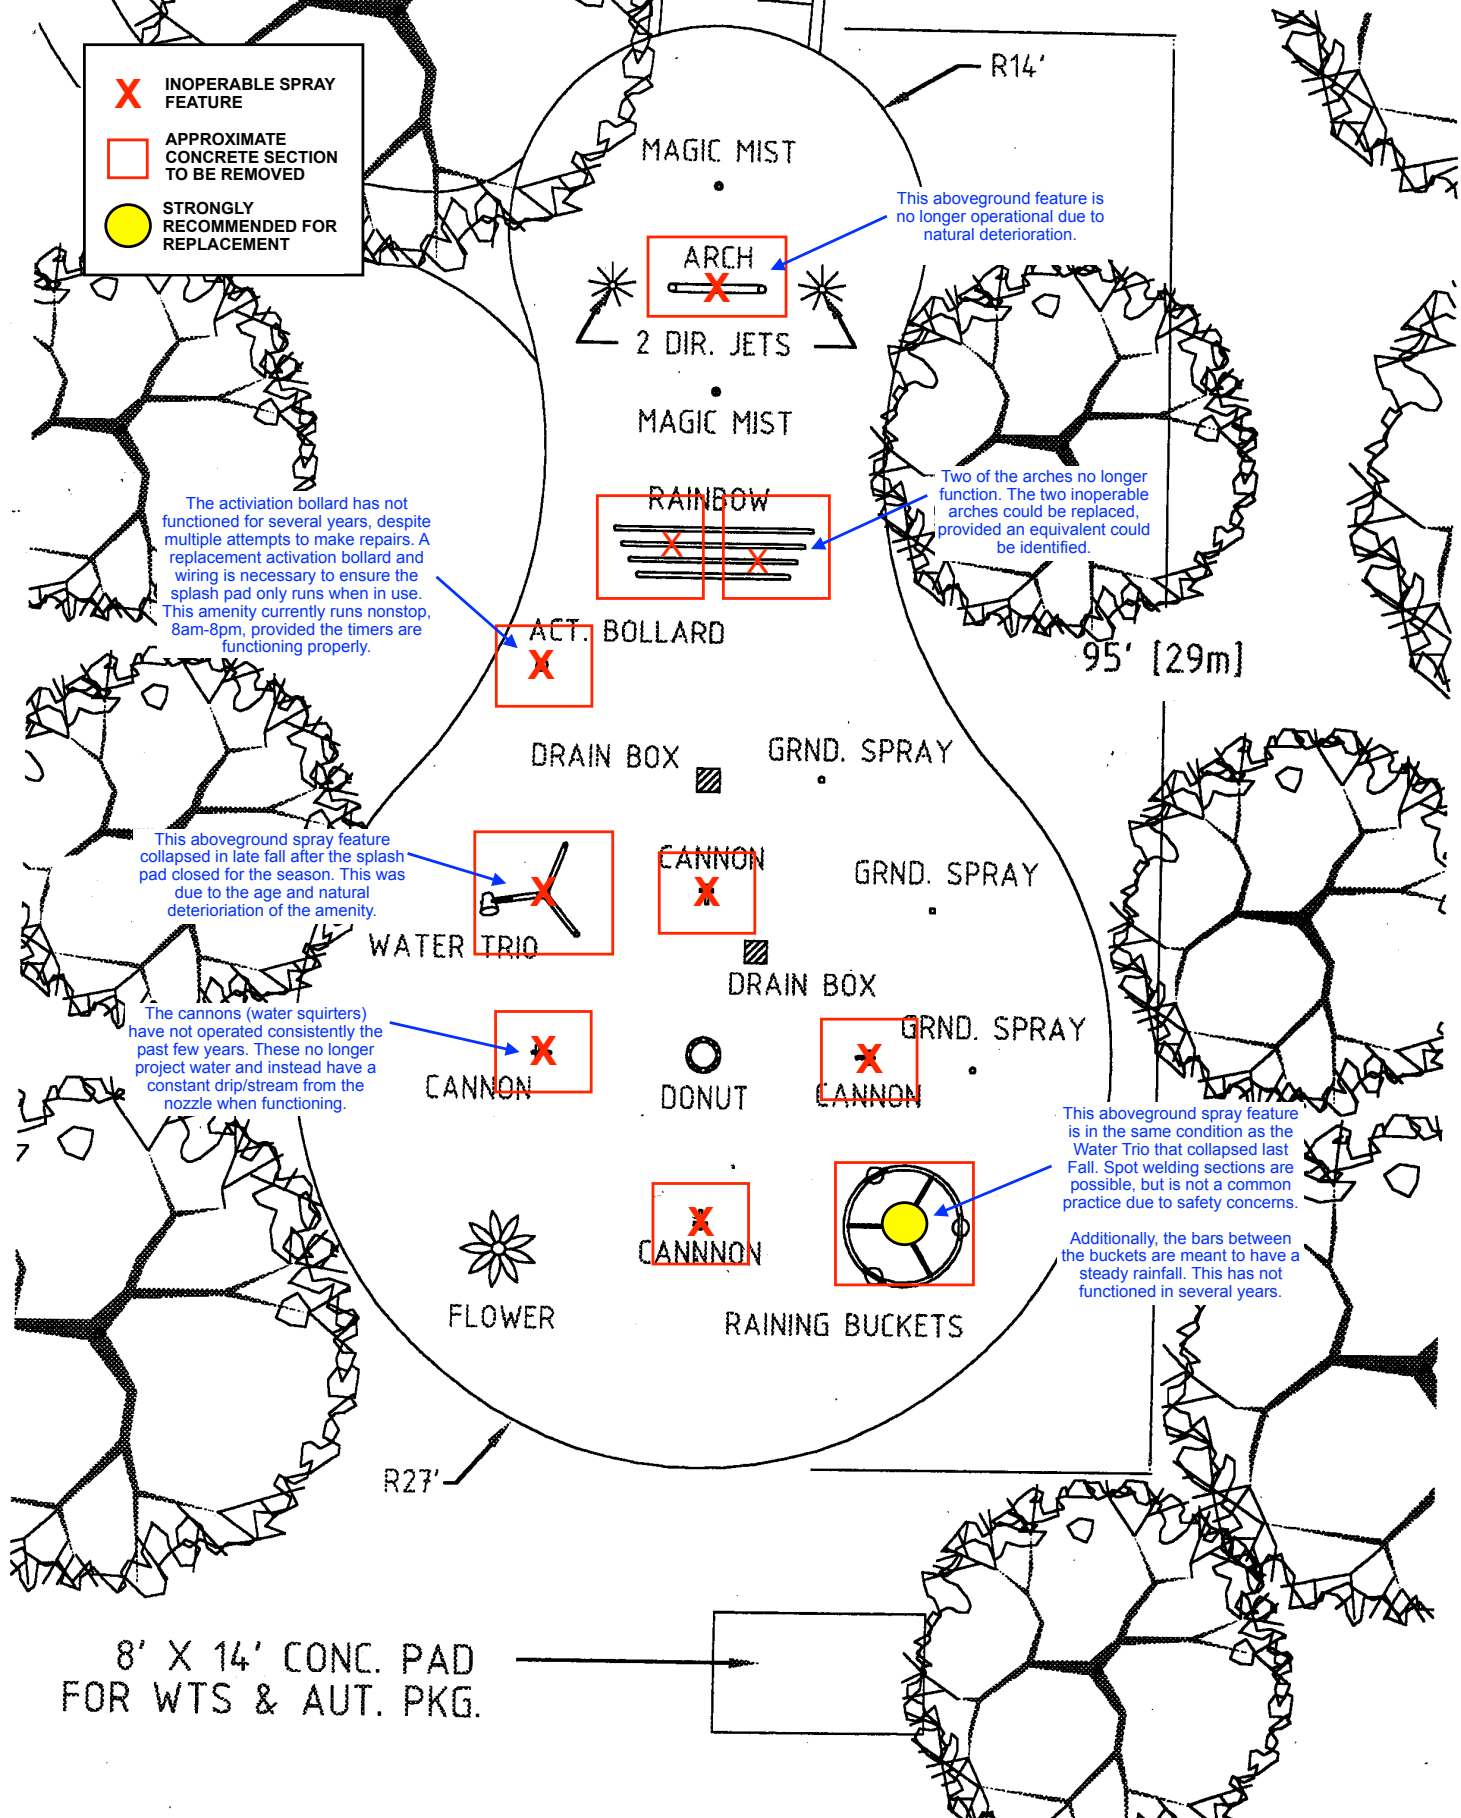 X INOPERABLE SPRAY
FEATURE
APPROXIMATE
CONCRETE SECTION
TO BE REMOVED
STRONGLY
RECOMMENDED FOR
REPLACEMENT
R14'
MAGIC MIST
This aboveground feature is
no longer operational due to
natural deterioration.
ARCH
X
2 DIR. JETS
MAGIC MIST
Two of the arches no longer
function. The two inoperable
arches could be replaced,
provided an equivalent could
be identified.
RAINBOW
X X
The activiation bollard has not
functioned for several years, despite
multiple attempts to make repairs. A
replacement activation bollard and
wiring is necessary to ensure the
splash pad only runs when in use.
This amenity currently runs nonstop,
8am-8pm, provided the timers are
functioning properly.
ACT. BOLLARD
X
95' [29m]
DRAIN BOX
GRND. SPRAY
This aboveground spray feature
collapsed in late fall after the splash
pad closed for the season. This was
due to the age and natural
deterioriation of the amenity.
X
WATER TRIO
CANNON
X
GRND. SPRAY
DRAIN BOX
The cannons (water squirters)
have not operated consistently the
past few years. These no longer
project water and instead have a
constant drip/stream from the
nozzle when functioning.
X
CANNON
DONUT
GRND. SPRAY
X
CANNON
7
This aboveground spray feature
is in the same condition as the
Water Trio that collapsed last
Fall. Spot welding sections are
possible, but is not a common
practice due to safety concerns.
Additionally, the bars between
the buckets are meant to have a
steady rainfall. This has not
functioned in several years.
X
CANNNON
FLOWER
RAINING BUCKETS
R27'
8' X 14' CONC. PAD
FOR WTS & AUT. PKG.